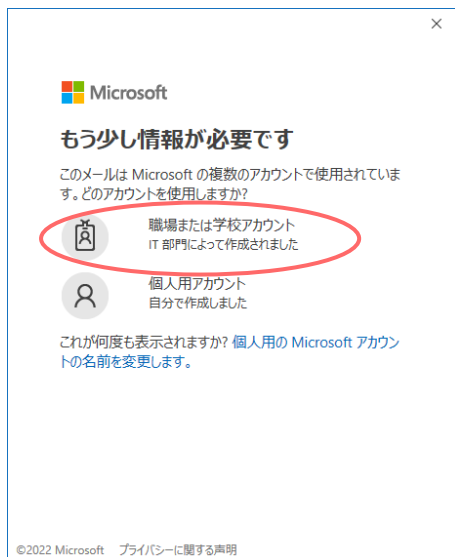 Microsoft
もう少し情報が必要です
このメールは Microsoft の複数のアカウントで使用されていま
す。どのアカウントを使用しますか?
職場または学校アカウント
IT 部門によって作成されました
個人用アカウント
自分で作成しました
これが何度も表示されますか? 個人用の Microsoft アカウン
トの名前を変更します。
©2022 Microsoft プライバシーに関する声明